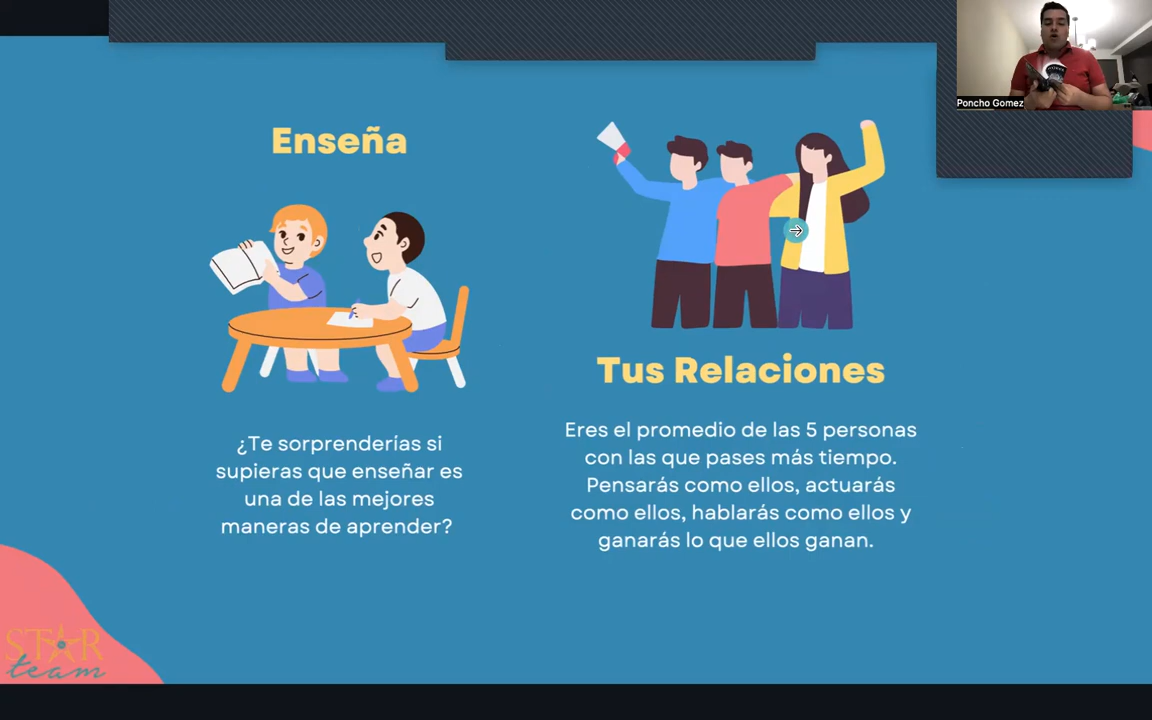 Poncho Gomez
Enseña
¿Te sorprenderías si
supieras que enseñar es
una de las mejores
maneras de aprender?
Tus Relaciones
Eres el promedio de las 5 personas
con las que pases más tiempo.
Pensarás como ellos, actuarás
como ellos, hablarás como ellos y
ganarás lo que ellos ganan.
STAR
team